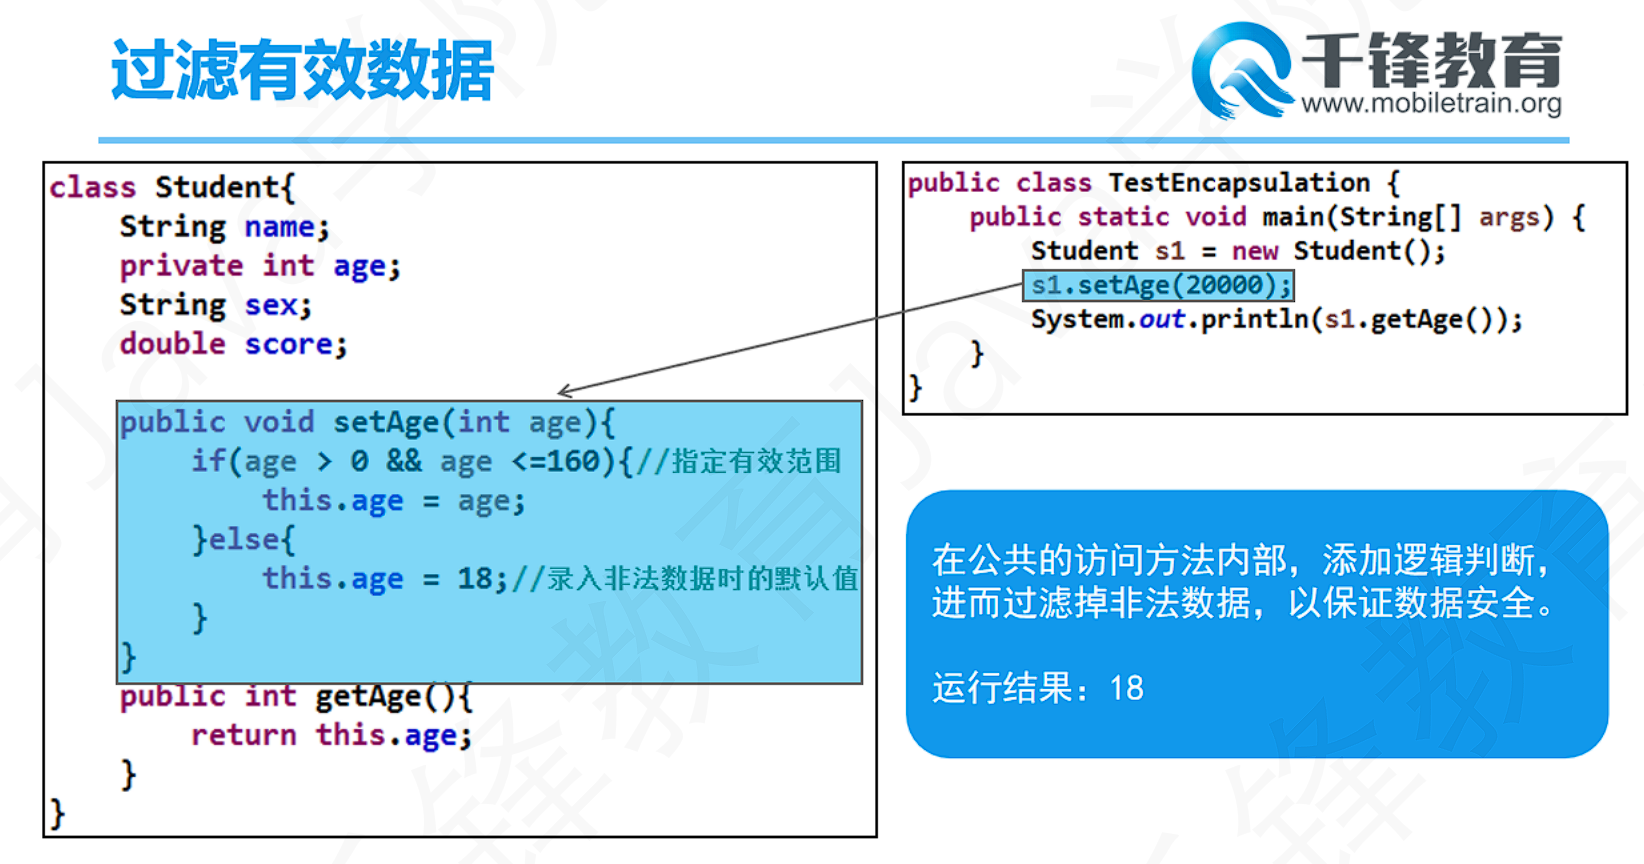 过滤有效数据
千锋教育
www.mobiletrain.org
class Student{
String name;
private int age;
String sex;
double score;
public void setAge(int age){
if(age > 0 && age <=160){//指定有效范围
this.age = age;
}else{
this.age = 18;//录入非法数据时的默认值
}
}
public int getAge(){
return this.age;
}
}
public class TestEncapsulation {
public static void main(String[] args) {
Student s1 = new Student();
s1.setAge(20000);
System.out.println(s1.getAge());
}
}
在公共的访问方法内部，添加逻辑判断，
进而过滤掉非法数据，以保证数据安全。
运行结果：18